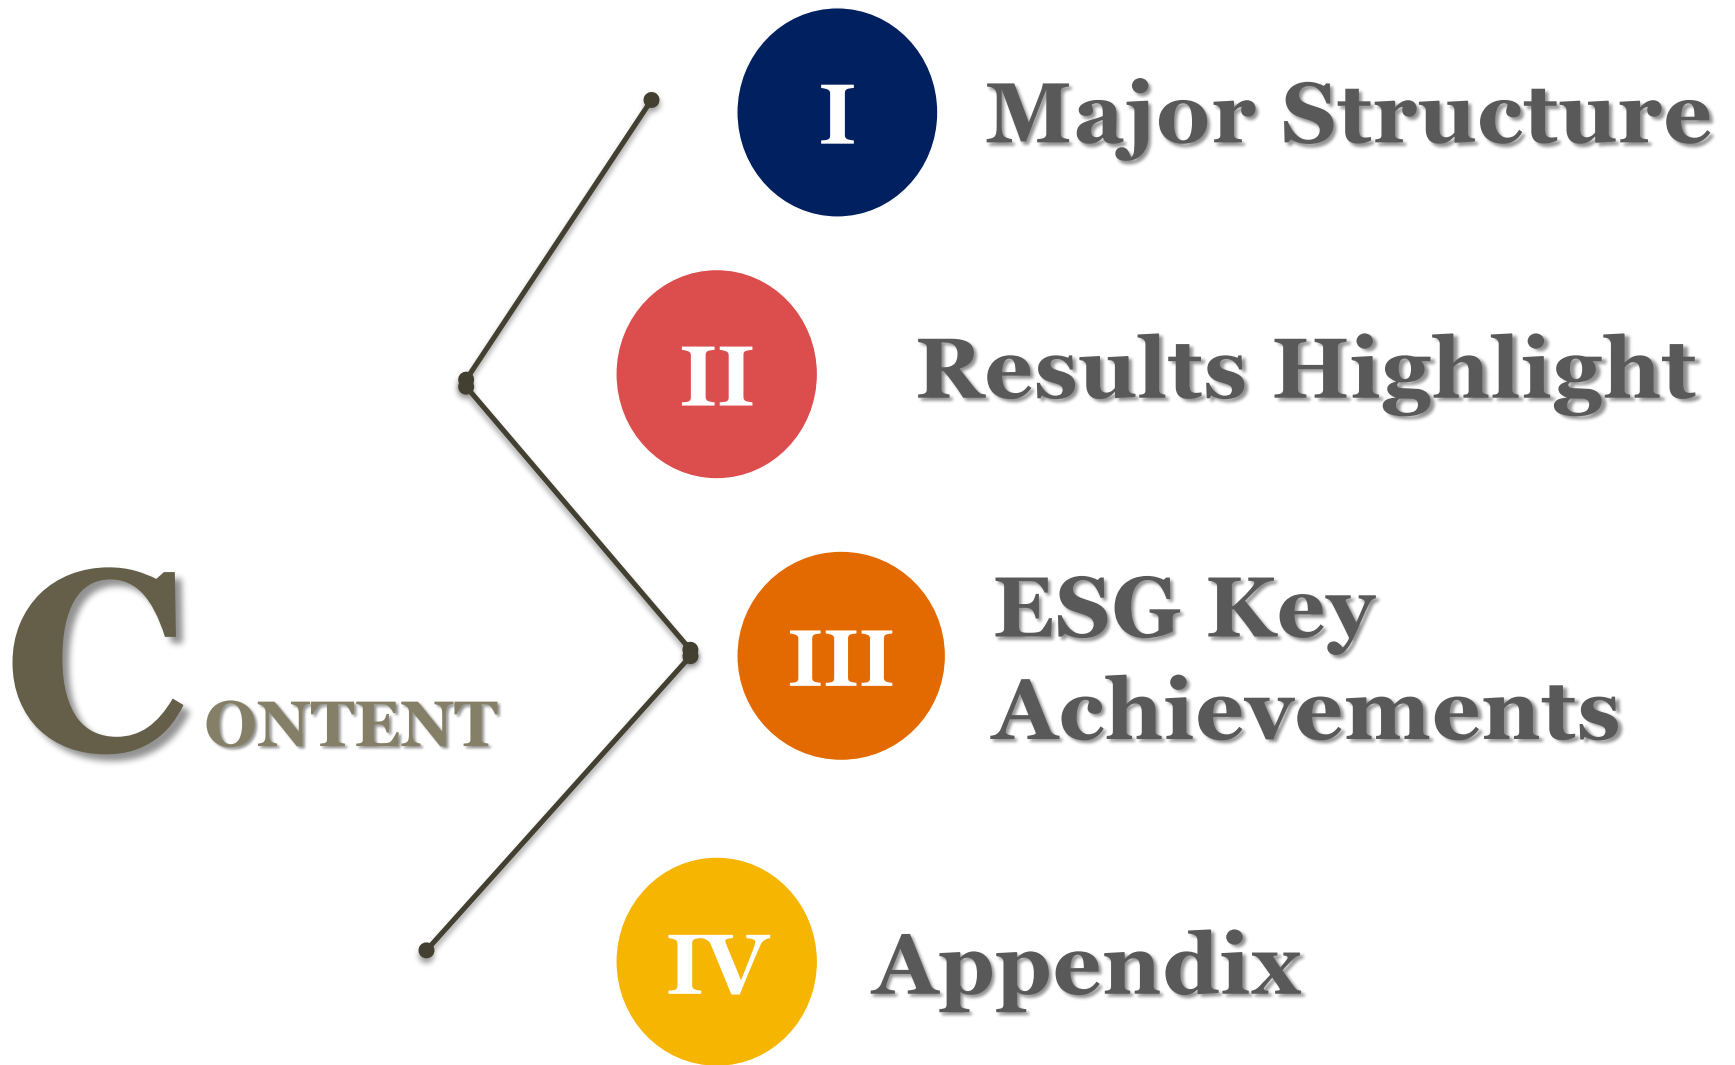 I
Major Structure
II
Results Highlight
III
ESG Key
Achievements
CONTENT
IV
Appendix